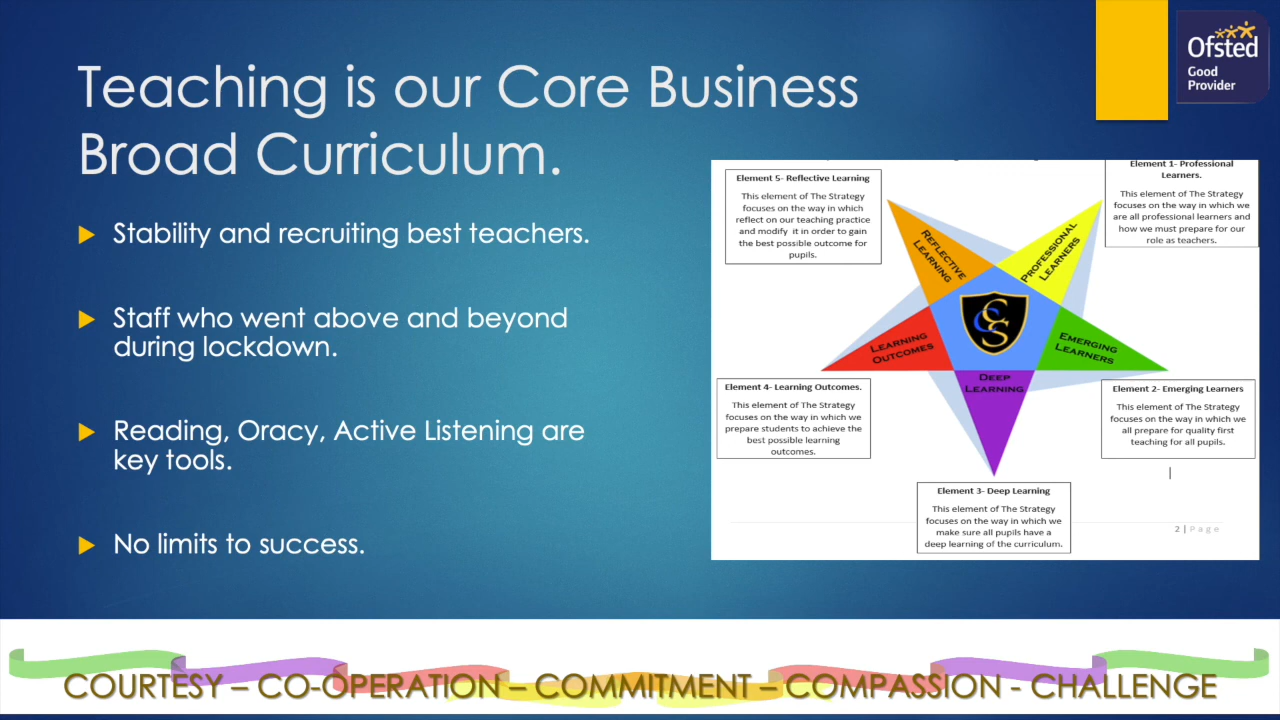 Teaching is our Core Business
Broad Curriculum.
Ofsted
Good
Provider
Stability and recruiting best teachers.
Staff who went above and beyond
during lockdown.
Reading, Oracy, Active Listening are
key tools.
No limits to success.
Element 5- Reflective Learning
This element of The Strategy
focuses on the way in which
reflect on our teaching practice
and modify it in order to gain
the best possible outcome for
pupils.
Element 1- Professional
Learners.
This element of The Strategy
focuses on the way in which we
are all professional learners and
how we must prepare for our
role as teachers.
REFLECTIVE
LEARNING
PROFESSIONAL
LEARNERS
CCS
LEARNING
OUTCOMES
EMERGING
LEARNERS
DEEP
LEARNING
Element 4- Learning Outcomes.
This element of The Strategy
focuses on the way in which we
prepare students to achieve the
best possible learning
outcomes.
Element 2- Emerging Learners
This element of The Strategy
focuses on the way in which we
all prepare for quality first
teaching for all pupils.
Element 3- Deep Learning
This element of The Strategy
focuses on the way in which we
make sure all pupils have a
deep learning of the curriculum.
2 | Page
COURTESY – CO-OPERATION – COMMITMENT – COMPASSION - CHALLENGE